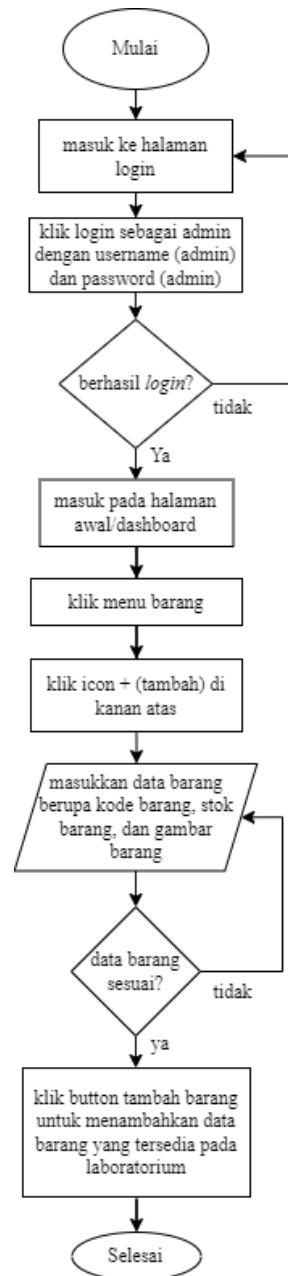 Mulai
masuk ke halaman
login
klik login sebagai admin
dengan username (admin)
dan password (admin)
berhasil login?
tidak
Ya
masuk pada halaman
awal/dashboard
klik menu barang
klik icon + (tambah) di
kanan atas
masukkan data barang
berupa kode barang, stok
barang, dan gambar
barang
data barang
sesuai?
tidak
ya
klik button tambah barang
untuk menambahkan data
barang yang tersedia pada
laboratorium
Selesai